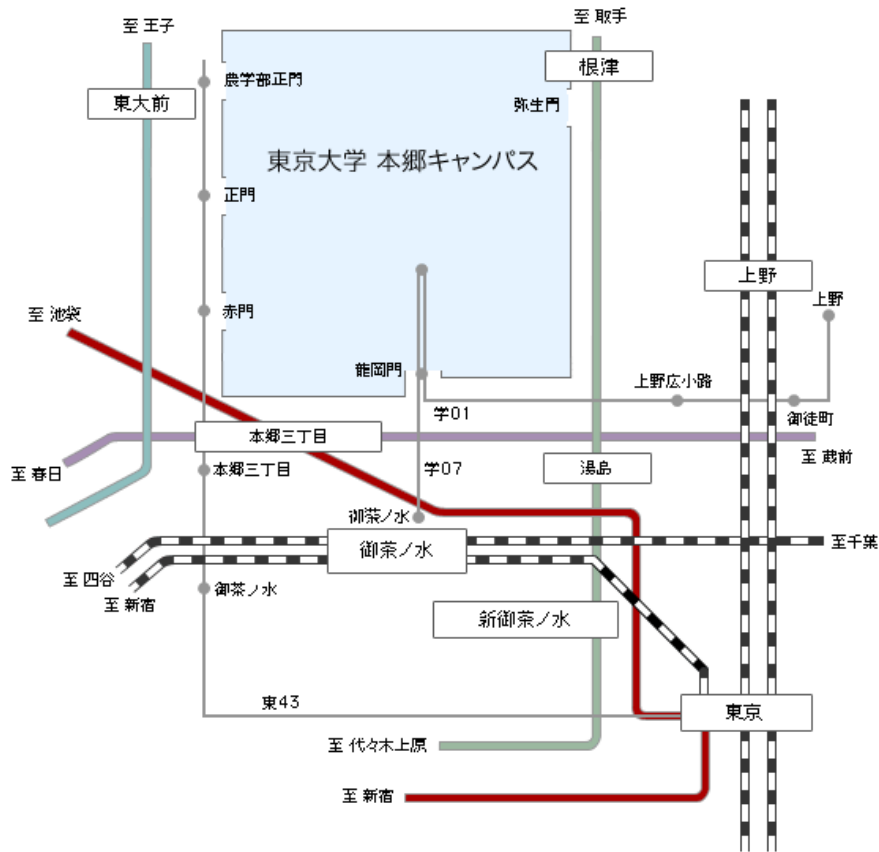 至 王子
至 取手
根津
農学部正門
東大前
弥生門
東京大学 本郷キャンパス
正門
上野
上野
赤門
至 池袋
龍岡門
上野広小路
学01
御徒町
本郷三丁目
至 蔵前
至 春日
本郷三丁目
学07
湯島
御茶ノ水
御茶ノ水
至千葉
至 四谷
至 新宿
御茶ノ水
新御茶ノ水
東43
東京
至 代々木上原
至 新宿